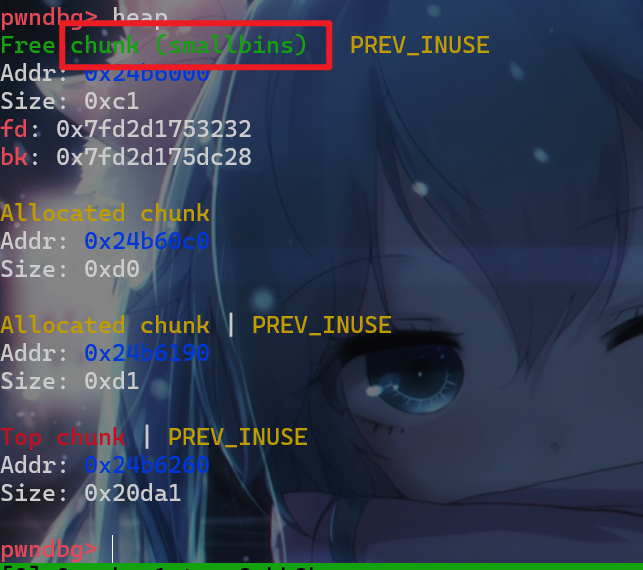 pwndbg> heap
Free chunk (smallbins) | PREV_INUSE
Addr: 0x24b6000
Size: 0xc1
fd: 0x7fd2d1753232
bk: 0x7fd2d175dc28
Allocated chunk
Addr: 0x24b60c0
Size: 0xd0
Allocated chunk | PREV_INUSE
Addr: 0x24b6190
Size: 0xd1
Top chunk | PREV_INUSE
Addr: 0x24b6260
Size: 0x20da1
pwndbg>